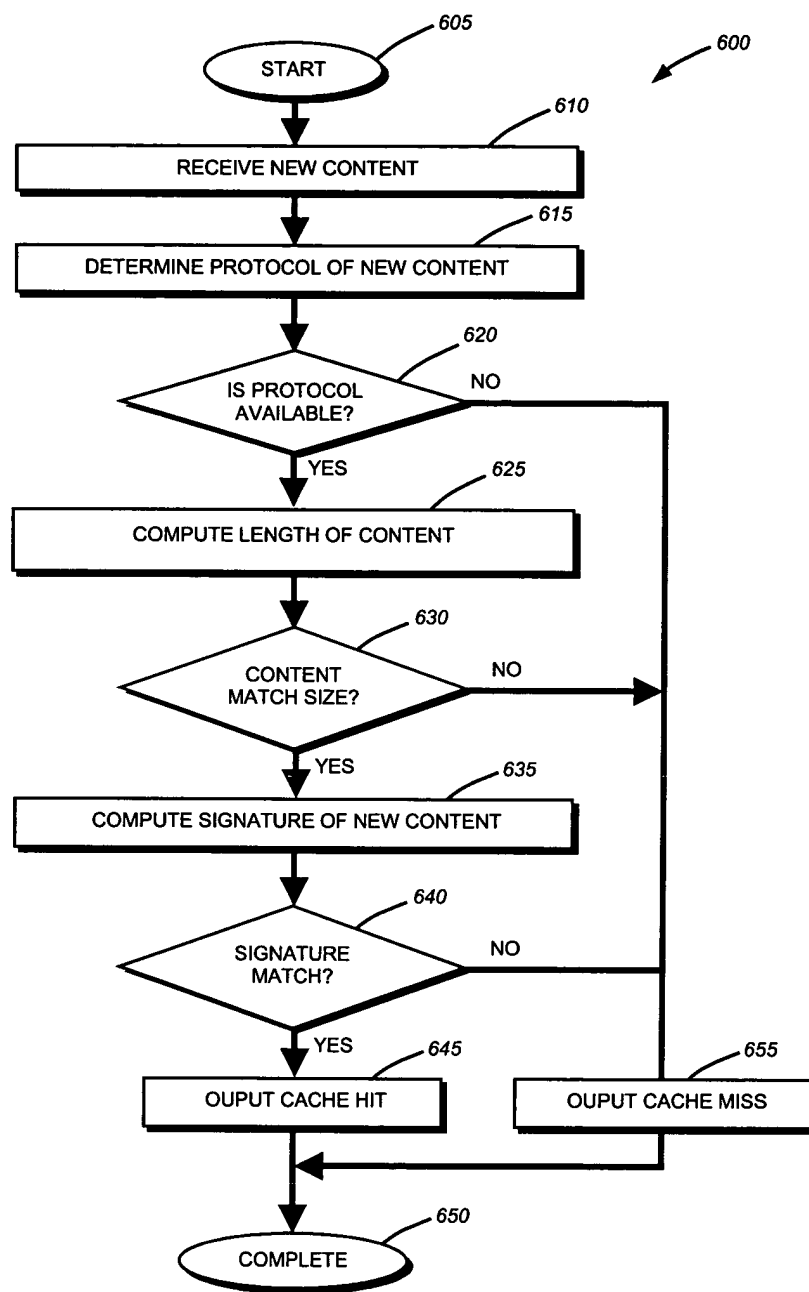 605
START
600
610
RECEIVE NEW CONTENT
615
DETERMINE PROTOCOL OF NEW CONTENT
620
IS PROTOCOL
AVAILABLE?
NO
YES
625
COMPUTE LENGTH OF CONTENT
630
CONTENT
MATCH SIZE?
NO
YES
635
COMPUTE SIGNATURE OF NEW CONTENT
640
SIGNATURE
MATCH?
NO
YES
645
OUPUT CACHE HIT
655
OUPUT CACHE MISS
650
COMPLETE